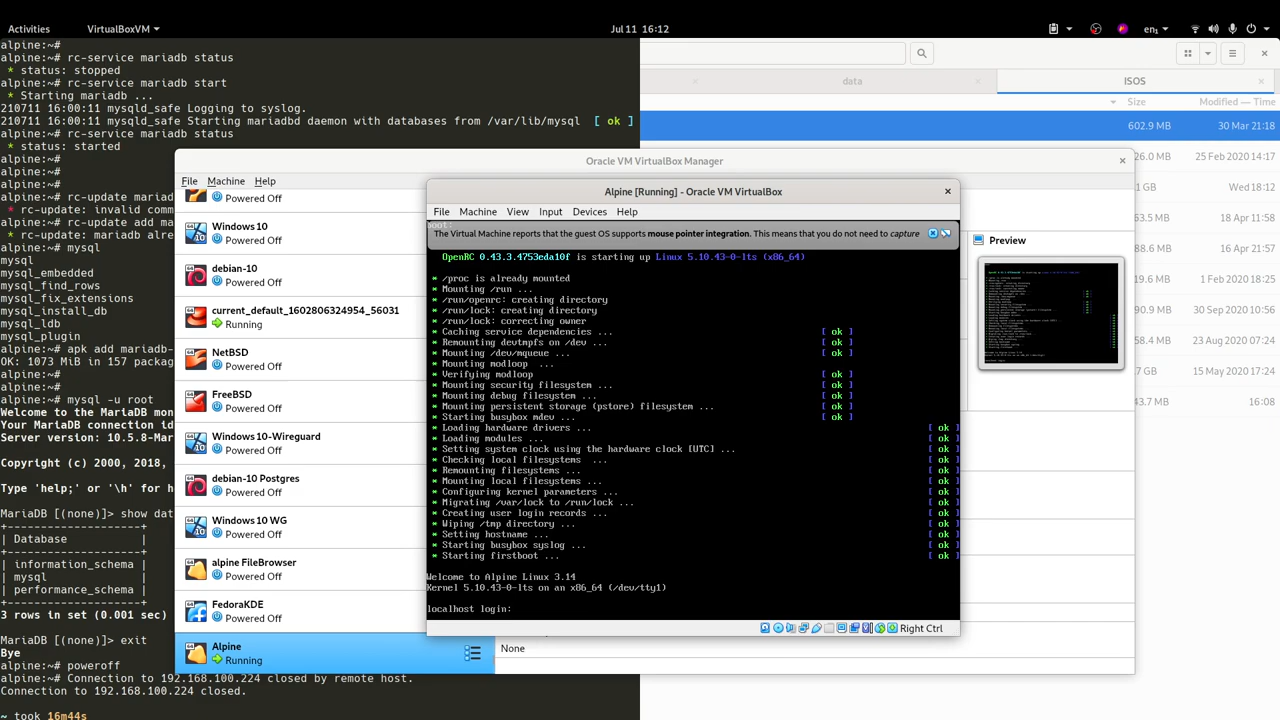 Activities
VirtualBoxVM
Jul 11 16:12
en₁
alpine:~#
alpine:~# rc-service mariadb status
* status: stopped
alpine:~# rc-service mariadb start
* Starting mariadb ...
210711 16:00:11 mysqld_safe Logging to syslog.
210711 16:00:11 mysqld_safe Starting mariadbd daemon with databases from /var/lib/mysql [ ok ]
alpine:~# rc-service mariadb status
* status: started
alpine:~#
alpine:~#
alpine:~#
alpine:~# rc-update mariad
* rc-update: invalid comm
alpine:~# rc-update add ma
* rc-update: mariadb alre
alpine:~# mysql
mysql
mysql_embedded
mysql_find_rows
mysql_fix_extensions
mysql_install_db
mysql_ldb
mysql_plugin
alpine:~# apk add mariadb-
OK: 1073 MiB in 157 packag
alpine:~# mysql -u root
Welcome to the MariaDB mon
Your MariaDB connection id
Server version: 10.5.8-Mar
Copyright (c) 2000, 2018,
Type 'help;' or '\h' for h
MariaDB [(none)]> show dat
+--------------------+
| Database |
+--------------------+
| information_schema |
| mysql |
| performance_schema |
+--------------------+
3 rows in set (0.001 sec)
MariaDB [(none)]> exit
Bye
alpine:~# poweroff
alpine:~# Connection to 192.168.100.224 closed by remote host.
Connection to 192.168.100.224 closed.
~ took 16m44s
data
ISOS
Size
Modified — Time
602.9 MB 30 Mar 21:18
26.0 MB 25 Feb 2020 14:17
.1 GB Wed 18:12
63.5 MB 18 Apr 11:58
88.6 MB 16 Apr 21:57
19.6 MB 1 Feb 2020 18:25
30 Sep 2020 10:56
58.4 MB 23 Aug 2020 07:24
.7 GB 15 May 2020 17:24
43.7 MB 16:08
Oracle VM VirtualBox Manager
File Machine Help
Powered Off
Windows 10
Powered Off
debian-10
Powered Off
Running
NetBSD
Powered Off
FreeBSD
Powered Off
Windows 10-Wireguard
Powered Off
debian-10 Postgres
Powered Off
Windows 10 WG
Powered Off
alpine FileBrowser
Powered Off
FedoraKDE
Powered Off
Alpine
Running
Preview
None
Alpine [Running] - Oracle VM VirtualBox
File Machine View Input Devices Help
The Virtual Machine reports that the guest OS supports mouse pointer integration. This means that you do not need to capture
OpenRC 0.43.3.4753eda10f is starting up Linux 5.10.43-0-lts (x86_64)
* /proc is already mounted
* Mounting /run ...
* /run/openrc: creating directory
* /run/lock: creating directory
* /run/lock: correcting owner
* Caching service dependencies ... [ ok ]
* Remounting devtmpfs on /dev ... [ ok ]
* Mounting /dev/mqueue ... [ ok ]
* Mounting modloop ...
* Verifying modloop [ ok ]
* Mounting security filesystem ... [ ok ]
* Mounting debug filesystem ... [ ok ]
* Mounting persistent storage (pstore) filesystem ... [ ok ]
* Starting busybox mdev ... [ ok ]
* Loading hardware drivers ... [ ok ]
* Loading modules ... [ ok ]
* Setting system clock using the hardware clock [UTC] ... [ ok ]
* Checking local filesystems ... [ ok ]
* Remounting filesystems ... [ ok ]
* Mounting local filesystems ... [ ok ]
* Configuring kernel parameters ... [ ok ]
* Migrating /var/lock to /run/lock ... [ ok ]
* Creating user login records ... [ ok ]
* Wiping /tmp directory ... [ ok ]
* Setting hostname ... [ ok ]
* Starting busybox syslog ... [ ok ]
* Starting firstboot ... [ ok ]
Welcome to Alpine Linux 3.14
Kernel 5.10.43-0-lts on an x86_64 (/dev/tty1)
localhost login:
Right Ctrl